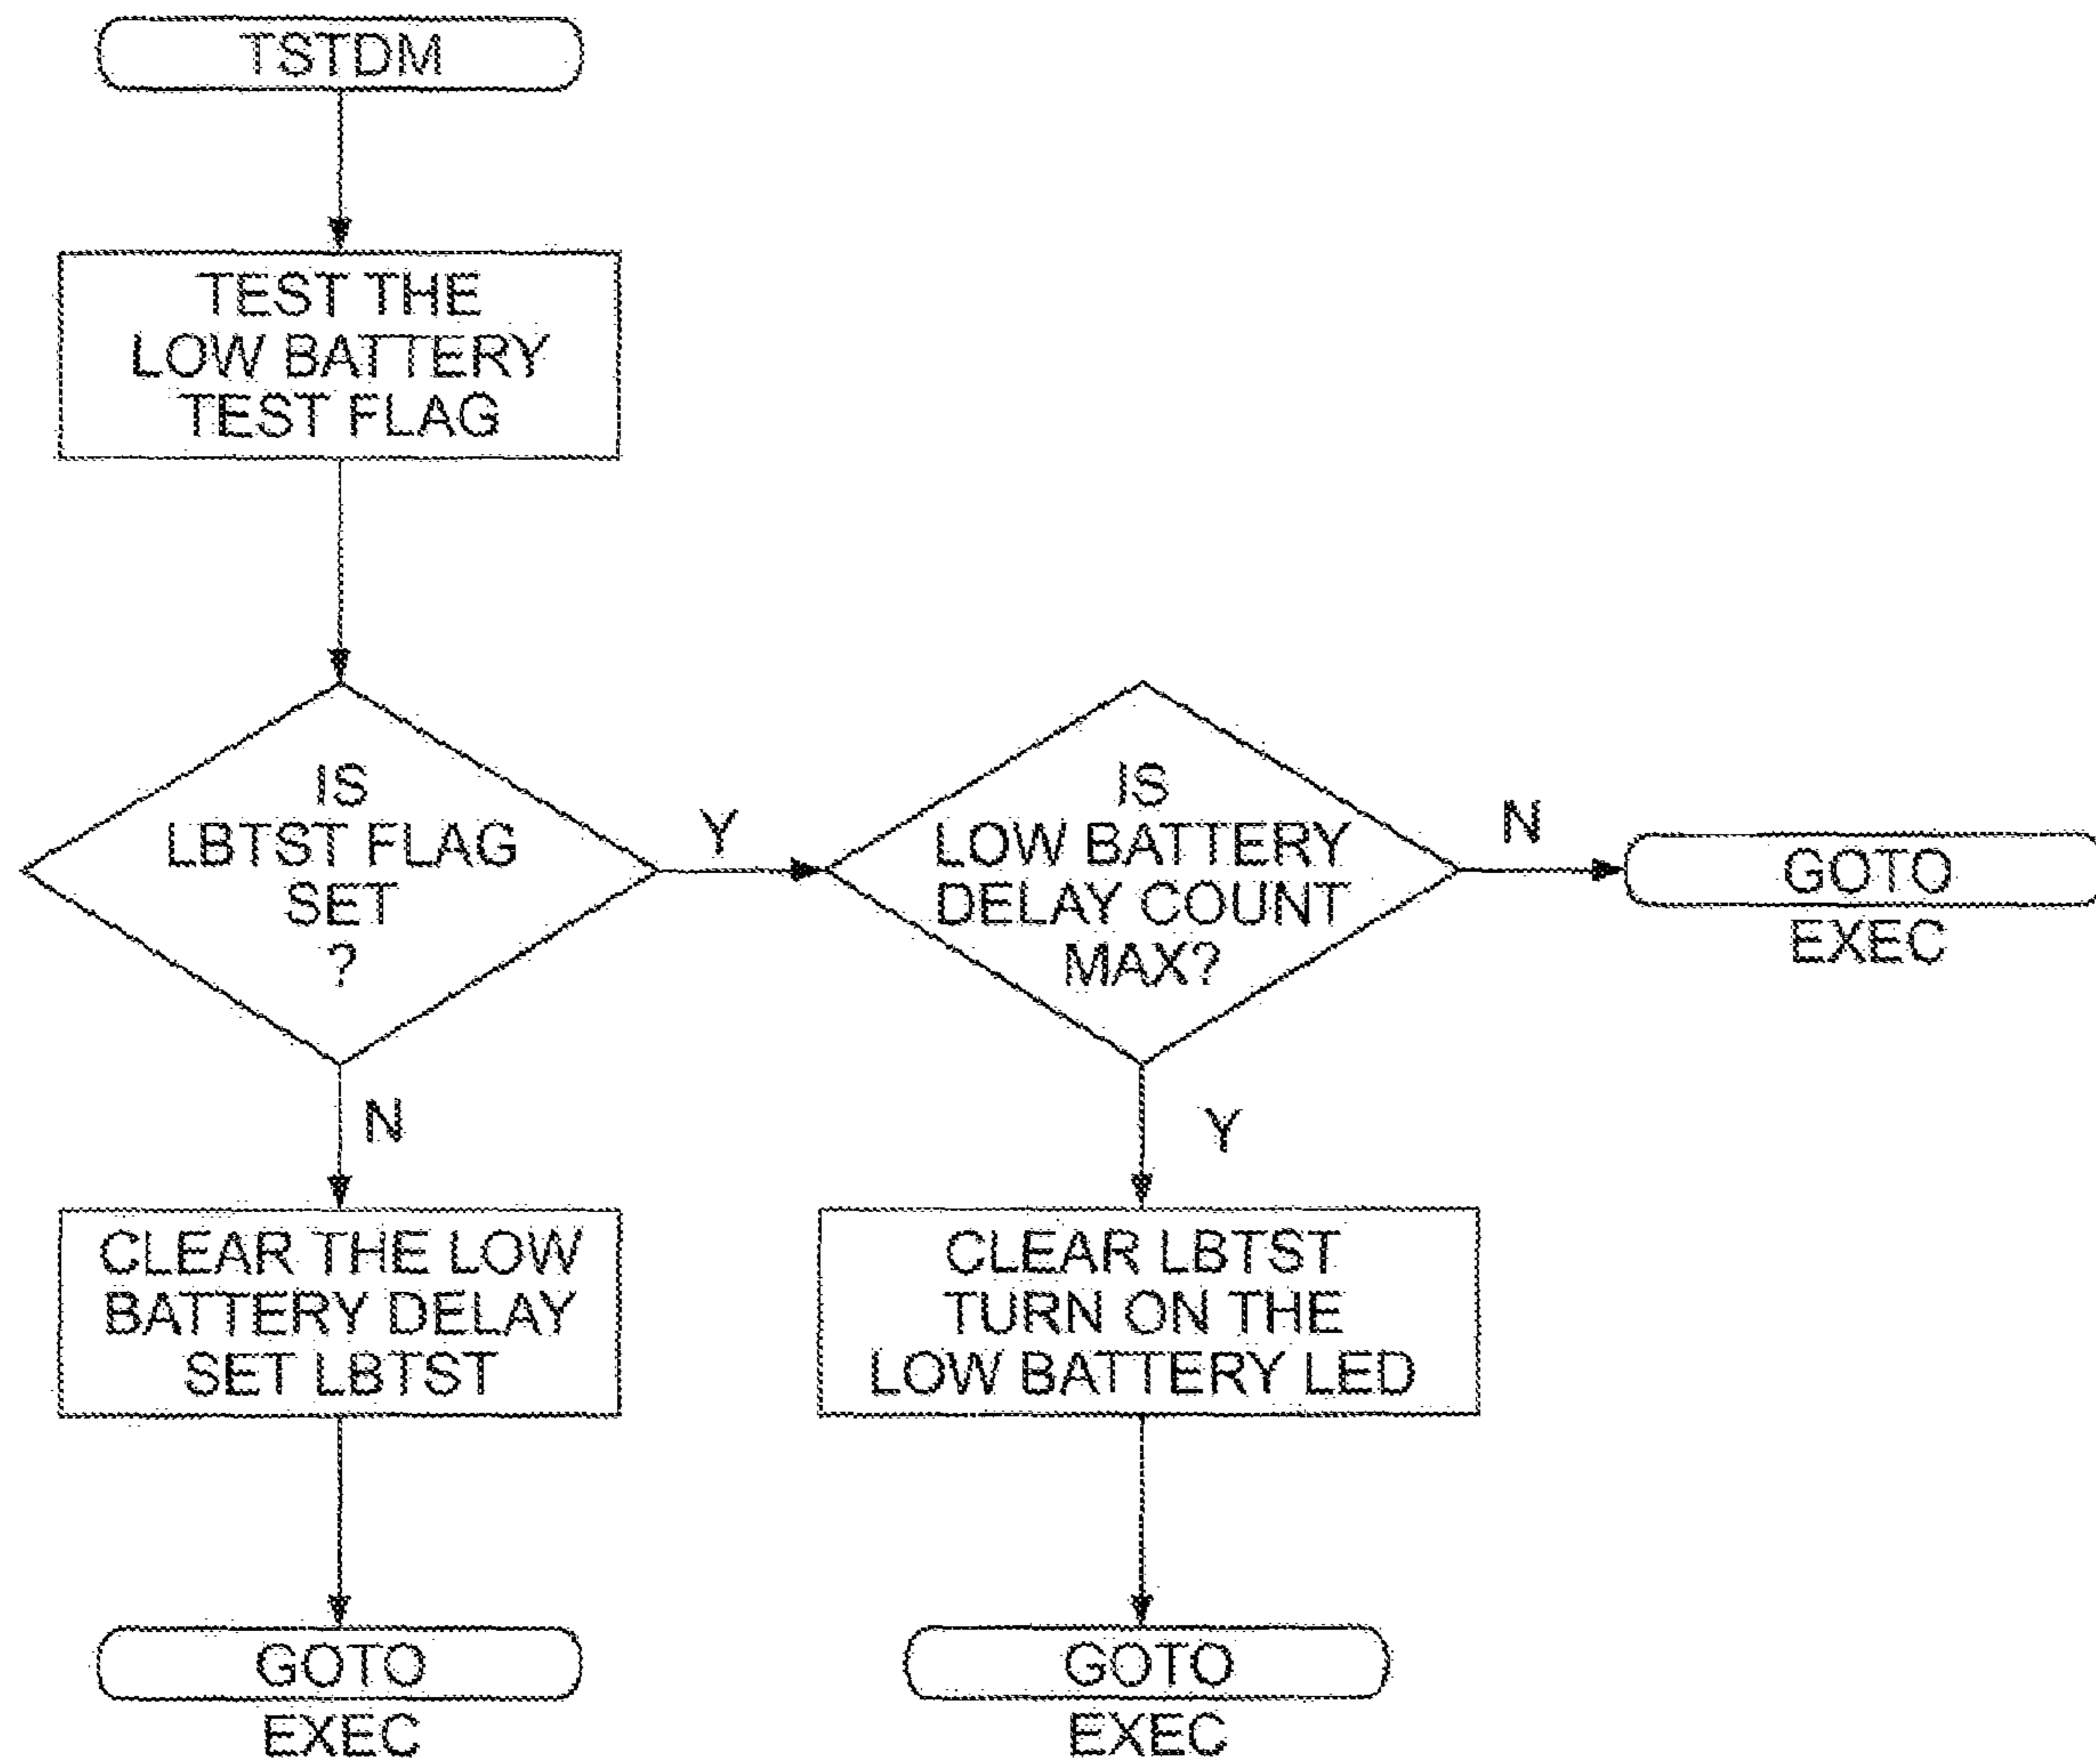 TSTDM
TEST THE
LOW BATTERY
TEST FLAG
IS
LBTST FLAG
SET
?
Y
IS
LOW BATTERY
DELAY COUNT
MAX?
N
GOTO
EXEC
N
CLEAR THE LOW
BATTERY DELAY
SET LBTST
GOTO
EXEC
Y
CLEAR LBTST
TURN ON THE
LOW BATTERY LED
GOTO
EXEC